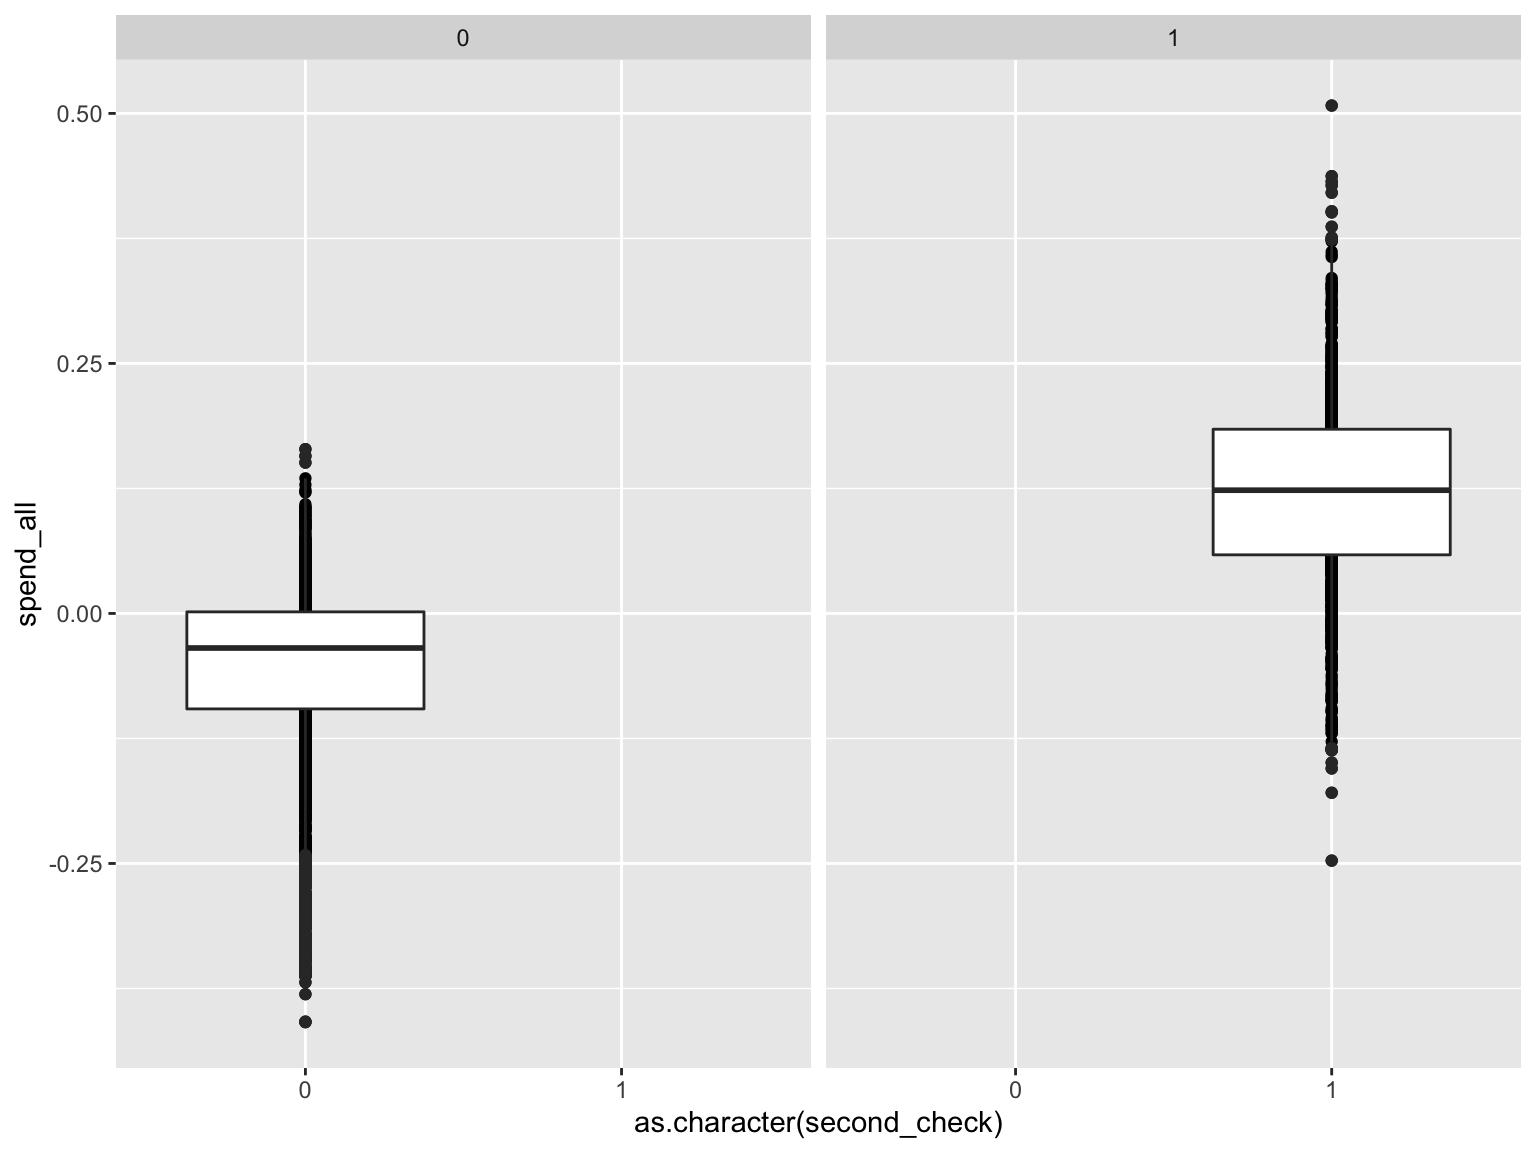 0
1
0.50
0.25
0.00
-0.25
spend_all
0 1 0 1
as.character(second_check)